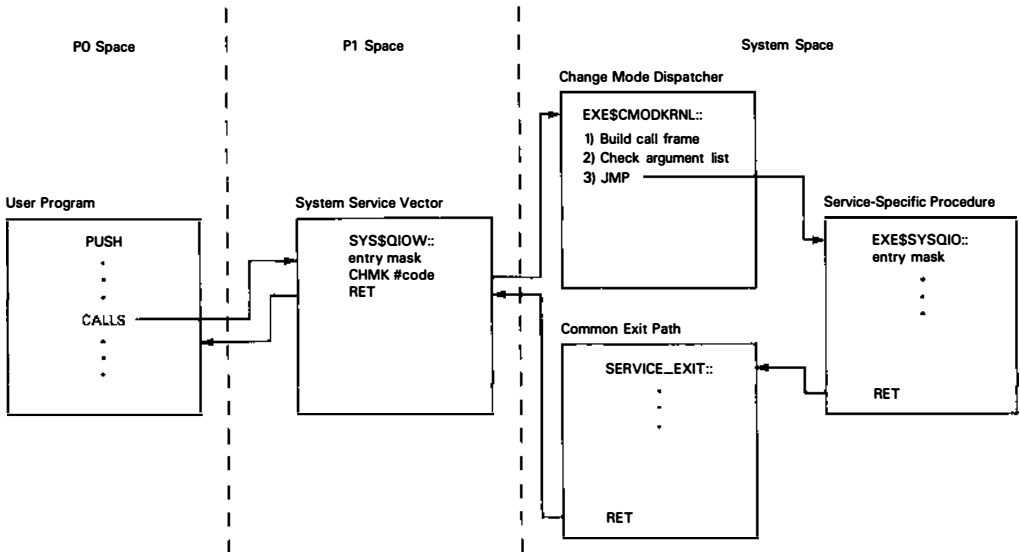 P0 Space
P1 Space
System Space
Change Mode Dispatcher
EXE$CMODKRNL::
1) Build call frame
2) Check argument list
3) JMP
User Program
PUSH
CALLS
System Service Vector
SYS$QIOW::
entry mask
CHMK #code
RET
Service-Specific Procedure
EXE$SYSQIO::
entry mask
RET
Common Exit Path
SERVICE_EXIT::
RET